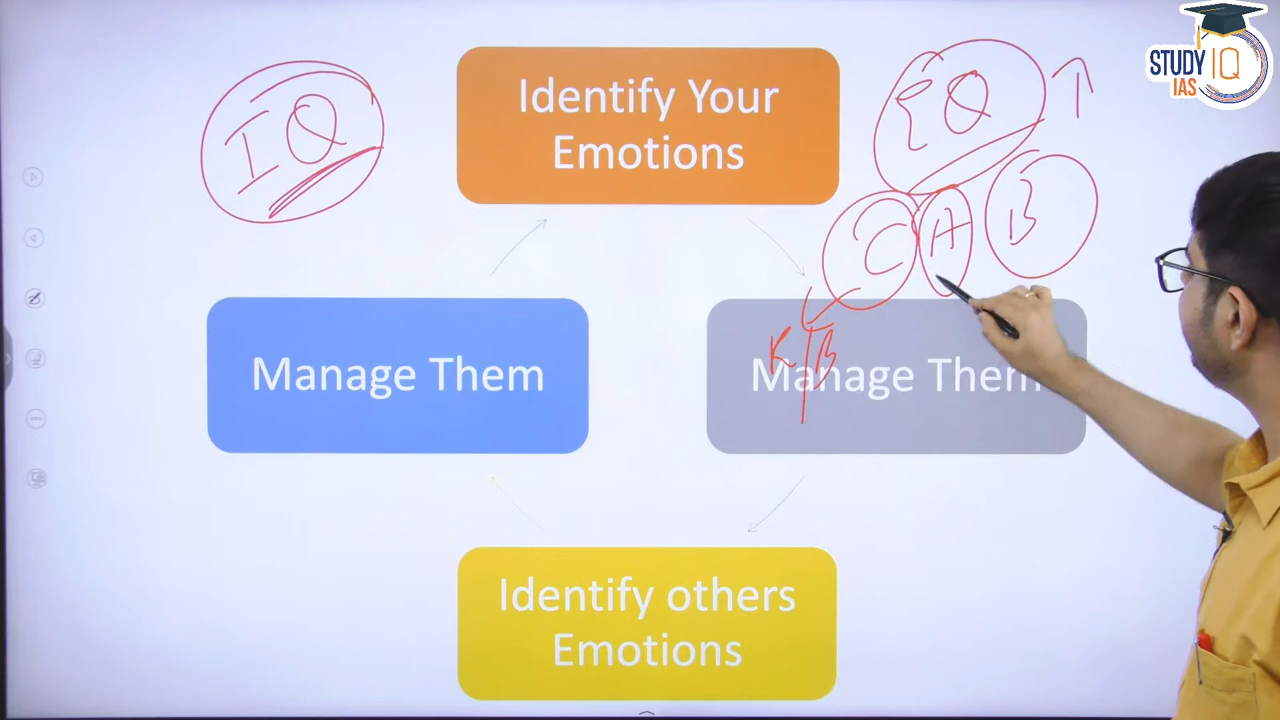 STUDY IQ
IAS
Identify Your
Emotions
IQ
EQ
C A B
K B
Manage Them
Manage Them
Identify others
Emotions